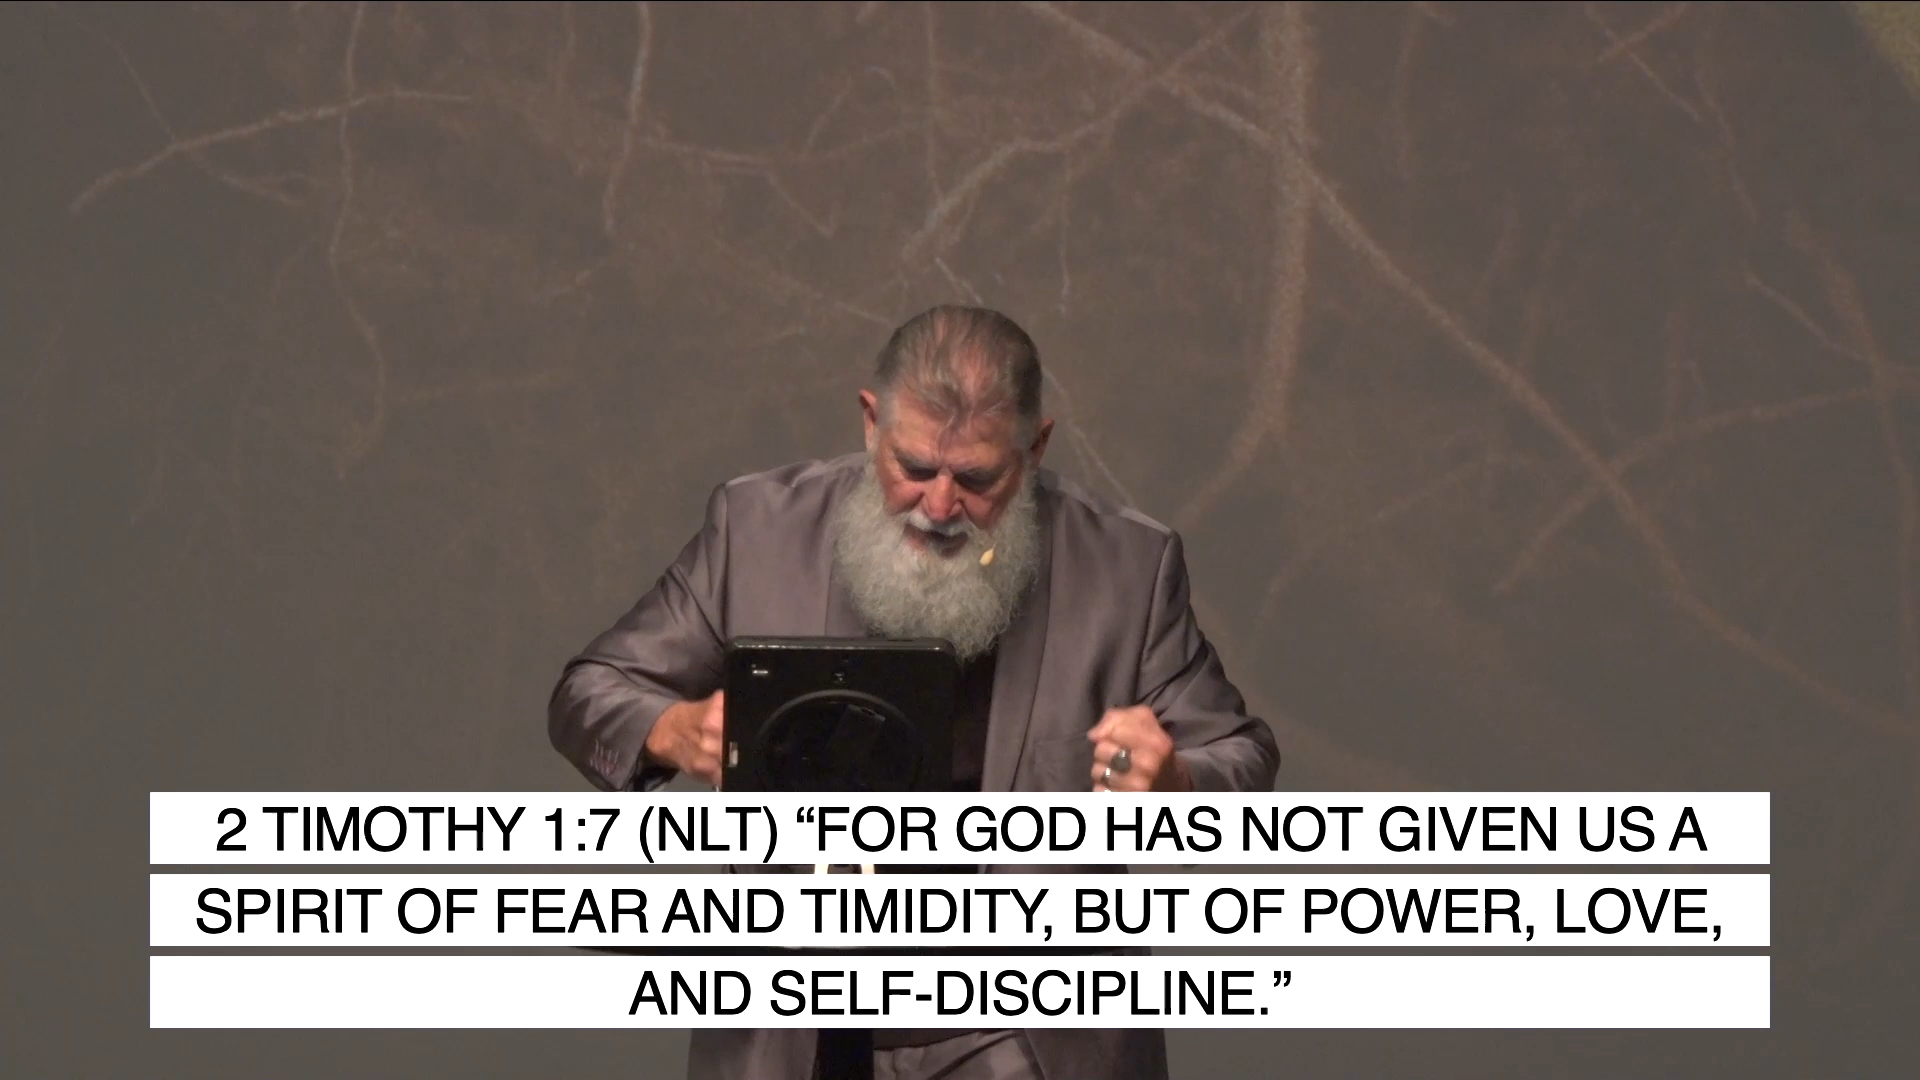 2 TIMOTHY 1:7 (NLT) “FOR GOD HAS NOT GIVEN US A
SPIRIT OF FEAR AND TIMIDITY, BUT OF POWER, LOVE,
AND SELF-DISCIPLINE.”